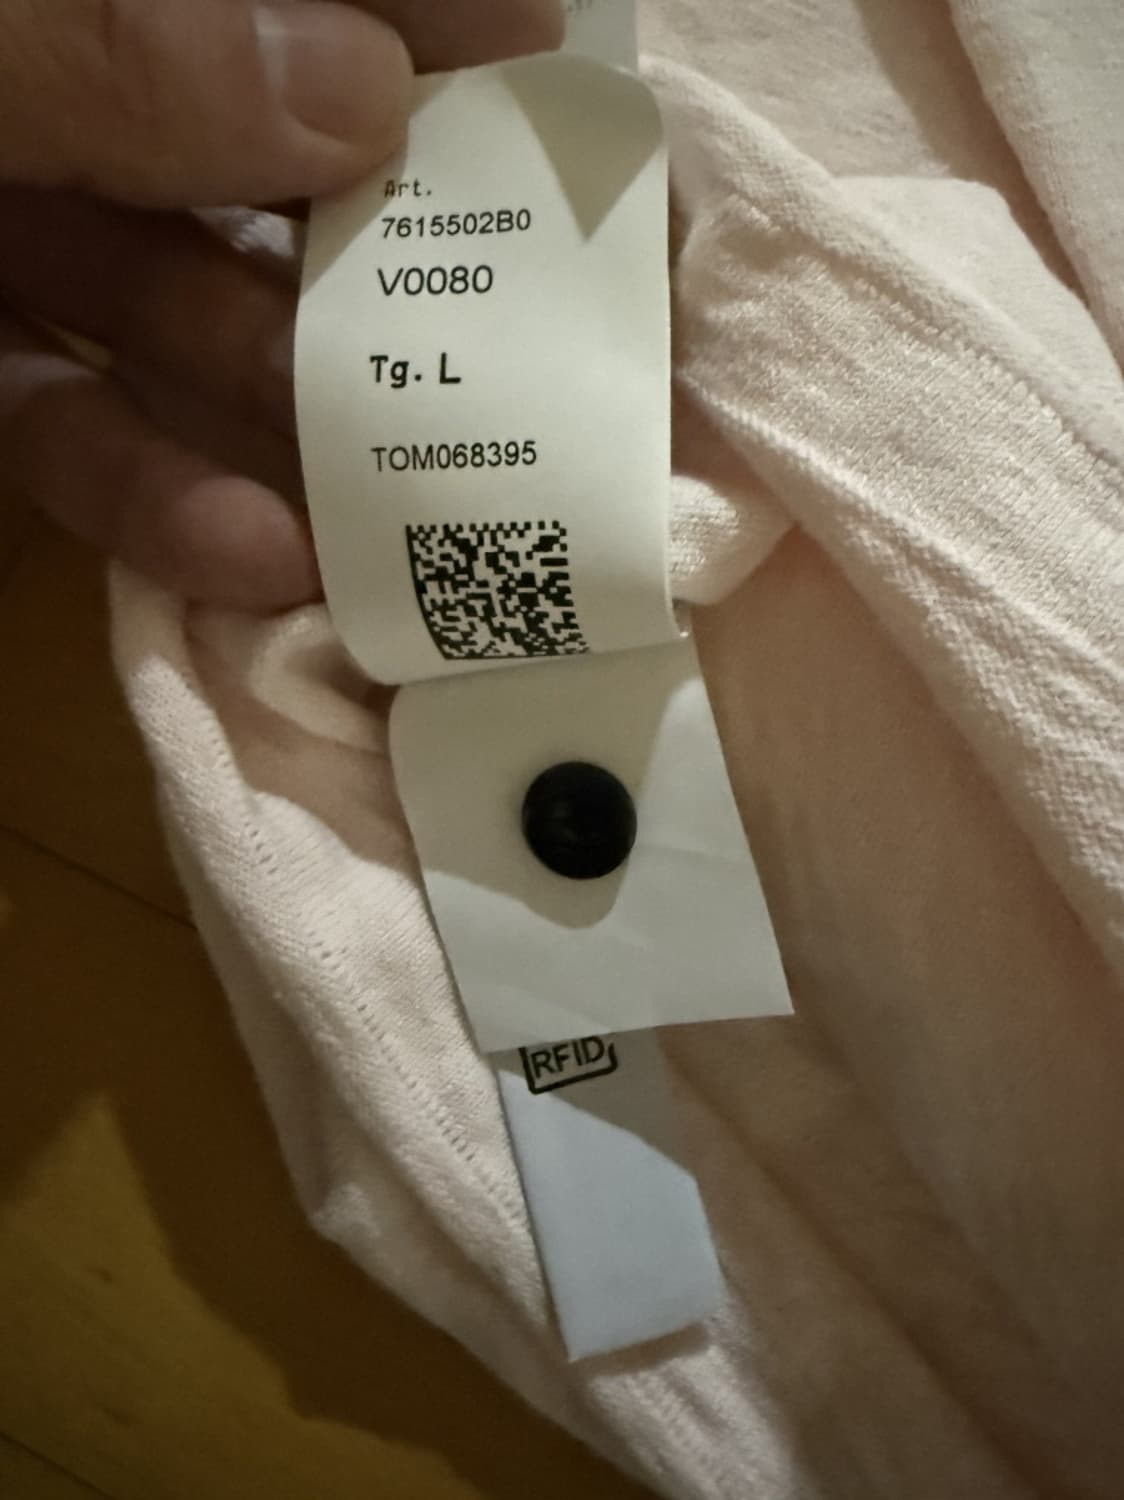 Art.
7615502B0
V0080
Tg. L
TOM068395
RFID